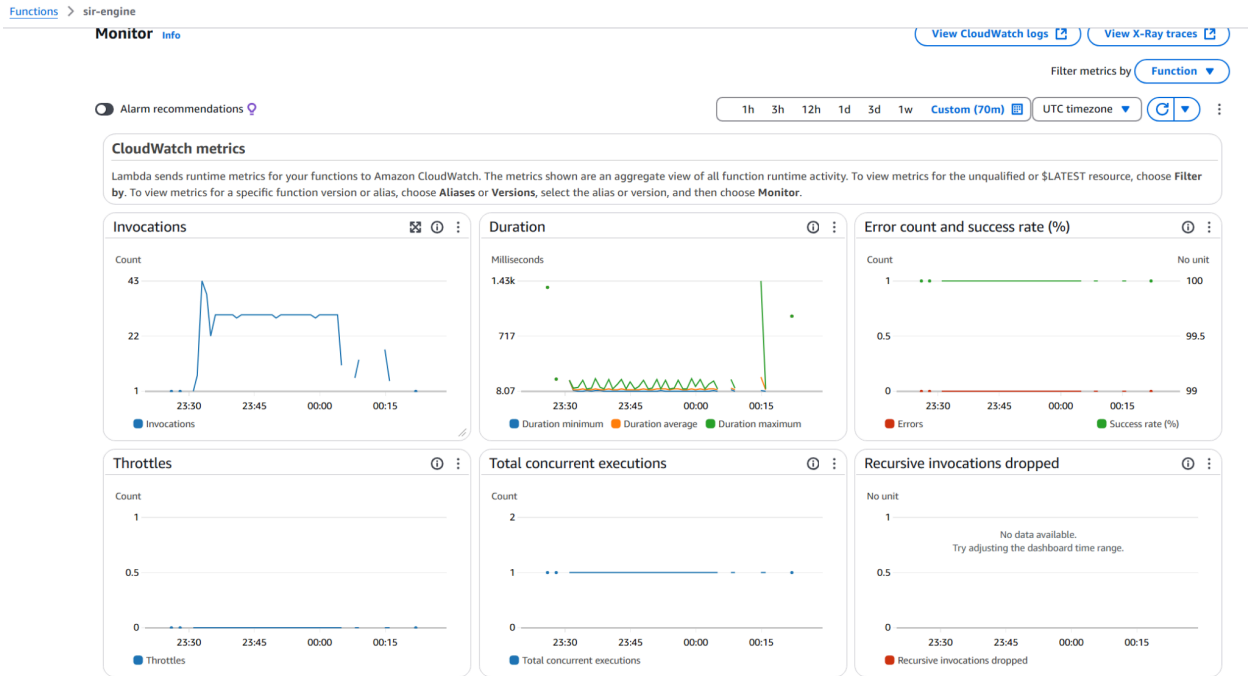 Functions > sir-engine
Monitor Info
View CloudWatch logs
View X-Ray traces
Filter metrics by Function
Alarm recommendations
1h 3h 12h 1d 3d 1w Custom (70m)
UTC timezone
CloudWatch metrics
Lambda sends runtime metrics for your functions to Amazon CloudWatch. The metrics shown are an aggregate view of all function runtime activity. To view metrics for the unqualified or $LATEST resource, choose Filter
by. To view metrics for a specific function version or alias, choose Aliases or Versions, select the alias or version, and then choose Monitor.
Invocations
Count
43
22
1
23:30 23:45 00:00 00:15
Invocations
Duration
Milliseconds
1.43k
717
8.07
23:30 23:45 00:00 00:15
Duration minimum Duration average Duration maximum
Error count and success rate (%)
Count No unit
1 100
0.5 99.5
0 99
23:30 23:45 00:00 00:15
Errors Success rate (%)
Throttles
Count
1
0.5
0
23:30 23:45 00:00 00:15
Throttles
Total concurrent executions
Count
2
1
0
23:30 23:45 00:00 00:15
Total concurrent executions
Recursive invocations dropped
No unit
1
No data available.
Try adjusting the dashboard time range.
0.5
0
23:30 23:45 00:00 00:15
Recursive invocations dropped